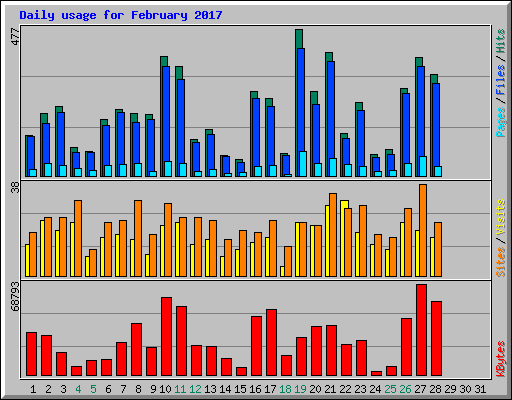 Daily usage for February 2017
477
Pages / Files / Hits
38
Sites / Visits
68793
KBytes
1 2 3 4 5 6 7 8 9 10 11 12 13 14 15 16 17 18 19 20 21 22 23 24 25 26 27 28 29 30 31